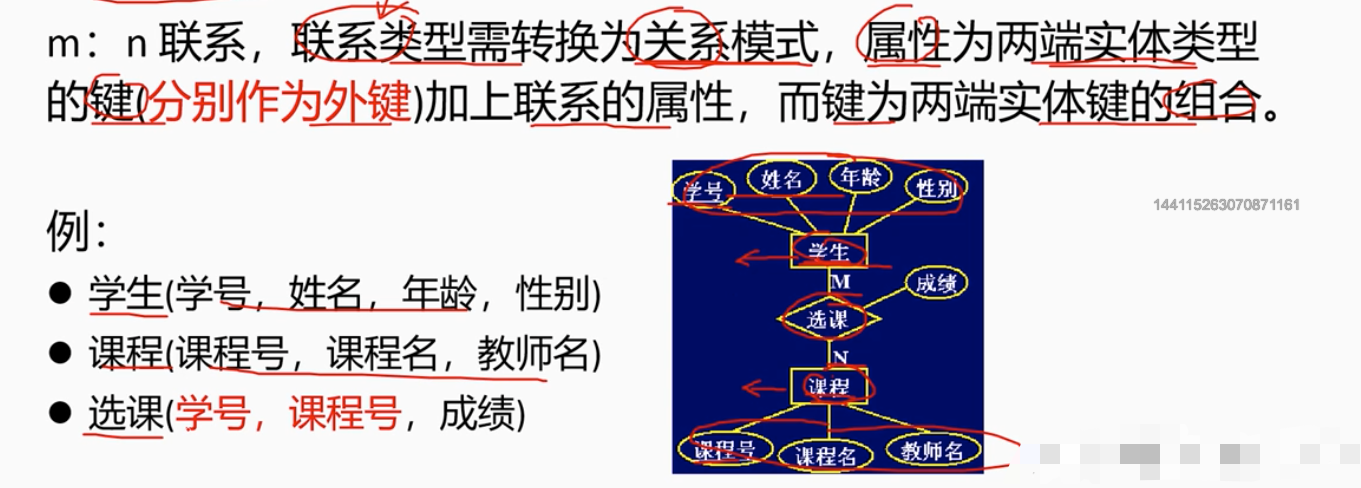 m：n 联系，联系类型需转换为关系模式，属性为两端实体类型
的键(分别作为外键)加上联系的属性，而键为两端实体键的组合。
144115263070871161
例：
● 学生(学号，姓名，年龄，性别)
● 课程(课程号，课程名，教师名)
● 选课(学号，课程号，成绩)
学号 姓名 年龄 性别
学生
M
成绩
选课
N
课程
课程号 课程名 教师名